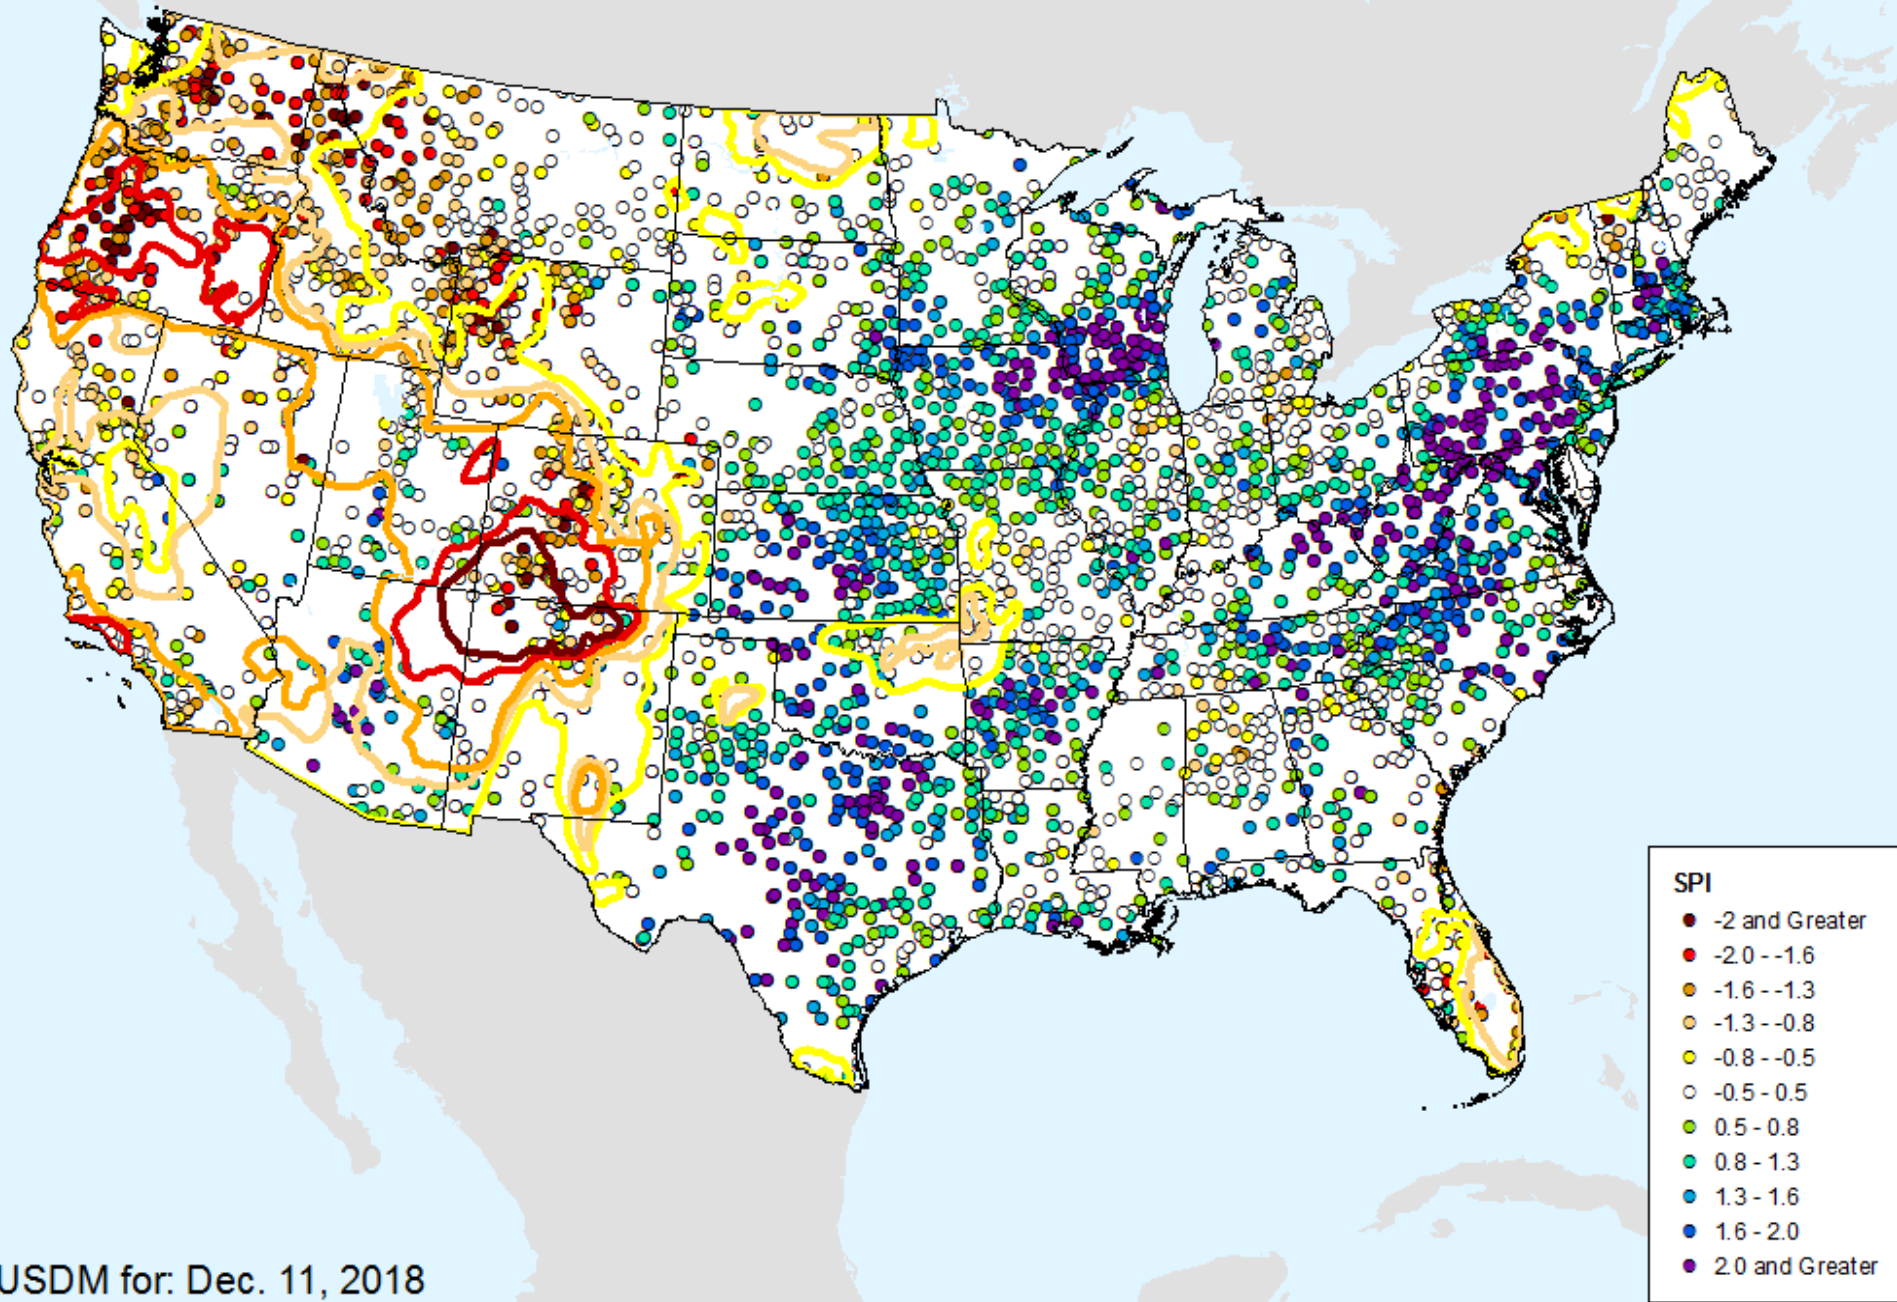 SPI
-2 and Greater
-2.0 - -1.6
-1.6 - -1.3
-1.3 - -0.8
-0.8 - -0.5
-0.5 - 0.5
0.5 - 0.8
0.8 - 1.3
1.3 - 1.6
1.6 - 2.0
2.0 and Greater
USDM for: Dec. 11, 2018